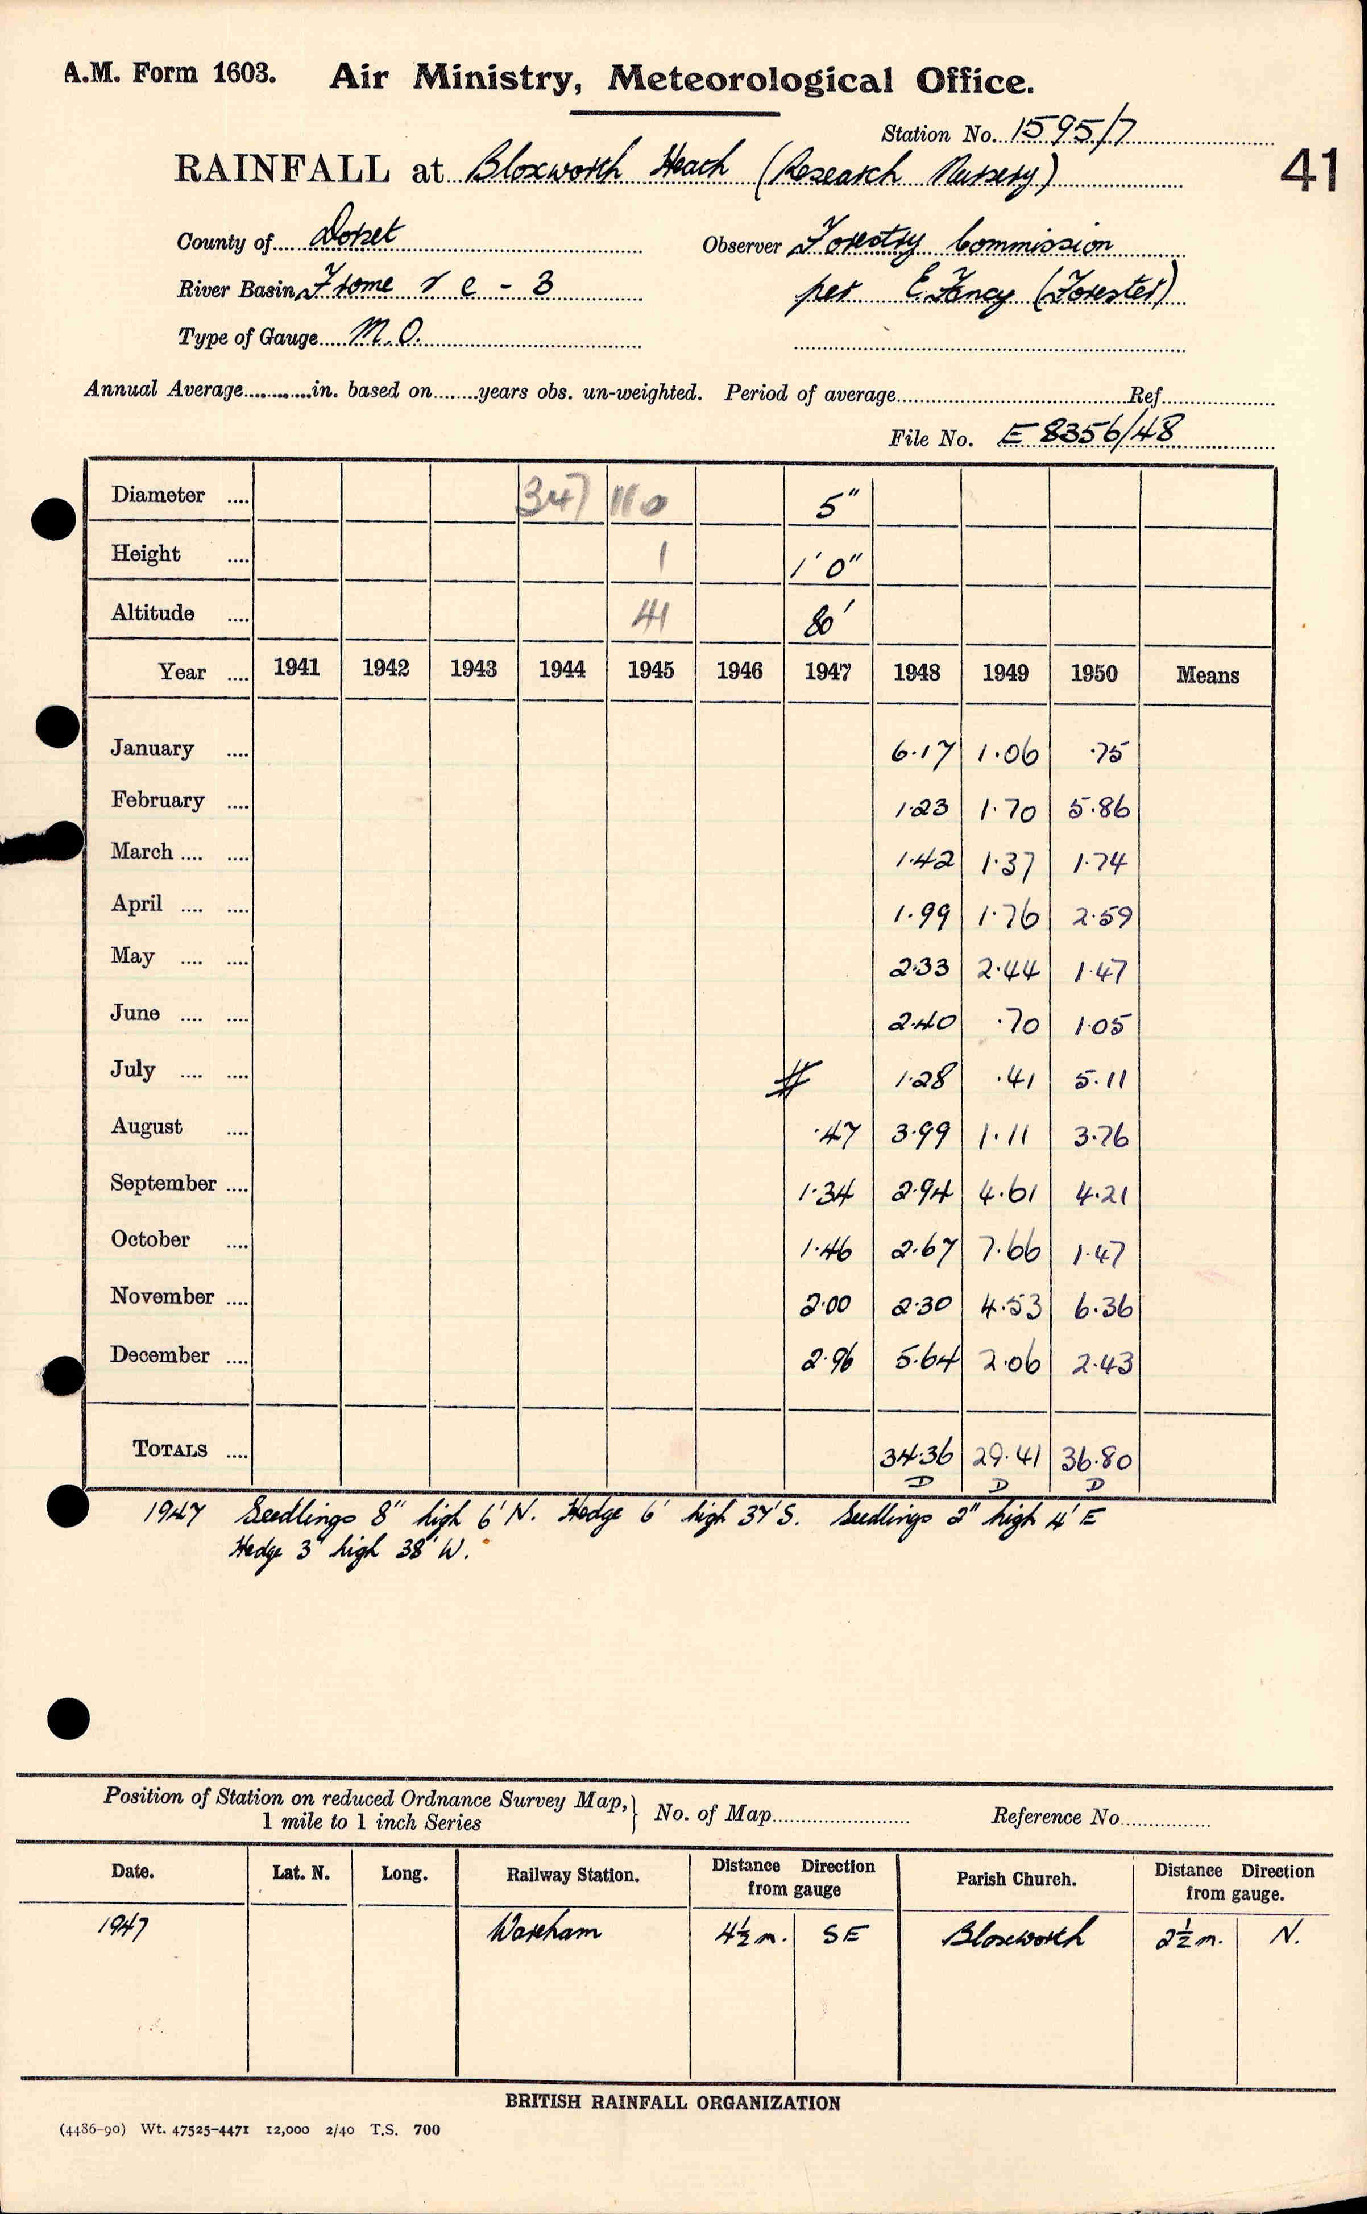 A.M. Form 1603. Air Ministry, Meteorological Office.
Station No. 1595/7
RAINFALL at Bloxworth Heath (Research Nursery)
41
County of Dorset
Observer Forestry Commission
River Basin Frome & c - 3
per E. Fancy (Forester)
Type of Gauge M.O.
Annual Average in. based on years obs. un-weighted. Period of average Ref.
File No. E 8356/48
Diameter .... 347 110 5"
Height .... 1 1' 0"
Altitude .... 41 80'
Year .... 1941 1942 1943 1944 1945 1946 1947 1948 1949 1950 Means
January .... 6.17 1.06 .75
February .... 1.23 1.70 5.86
March .... .... 1.42 1.37 1.74
April .... .... 1.99 1.76 2.59
May .... .... 2.33 2.44 1.47
June .... .... 2.40 .70 1.05
July .... .... # 1.28 .41 5.11
August .... .47 3.99 1.11 3.76
September .... 1.34 2.94 4.61 4.21
October .... 1.46 2.67 7.66 1.47
November .... 2.00 2.30 4.53 6.36
December .... 2.96 5.64 2.06 2.43
TOTALS .... 34.36 29.41 36.80
D D D
1947 Seedlings 8" high 6' N. Hedge 6' high 37' S. Seedlings 2" high 4' E
Hedge 3' high 38' W.
Position of Station on reduced Ordnance Survey Map, 1 mile to 1 inch Series } No. of Map Reference No.
Date. Lat. N. Long. Railway Station. Distance Direction from gauge Parish Church. Distance Direction from gauge.
1947 Wareham 4½ m. SE Bloxworth 2½ m. N.
BRITISH RAINFALL ORGANIZATION
(4486-90) Wt. 47525-4471 12,000 2/40 T.S. 700